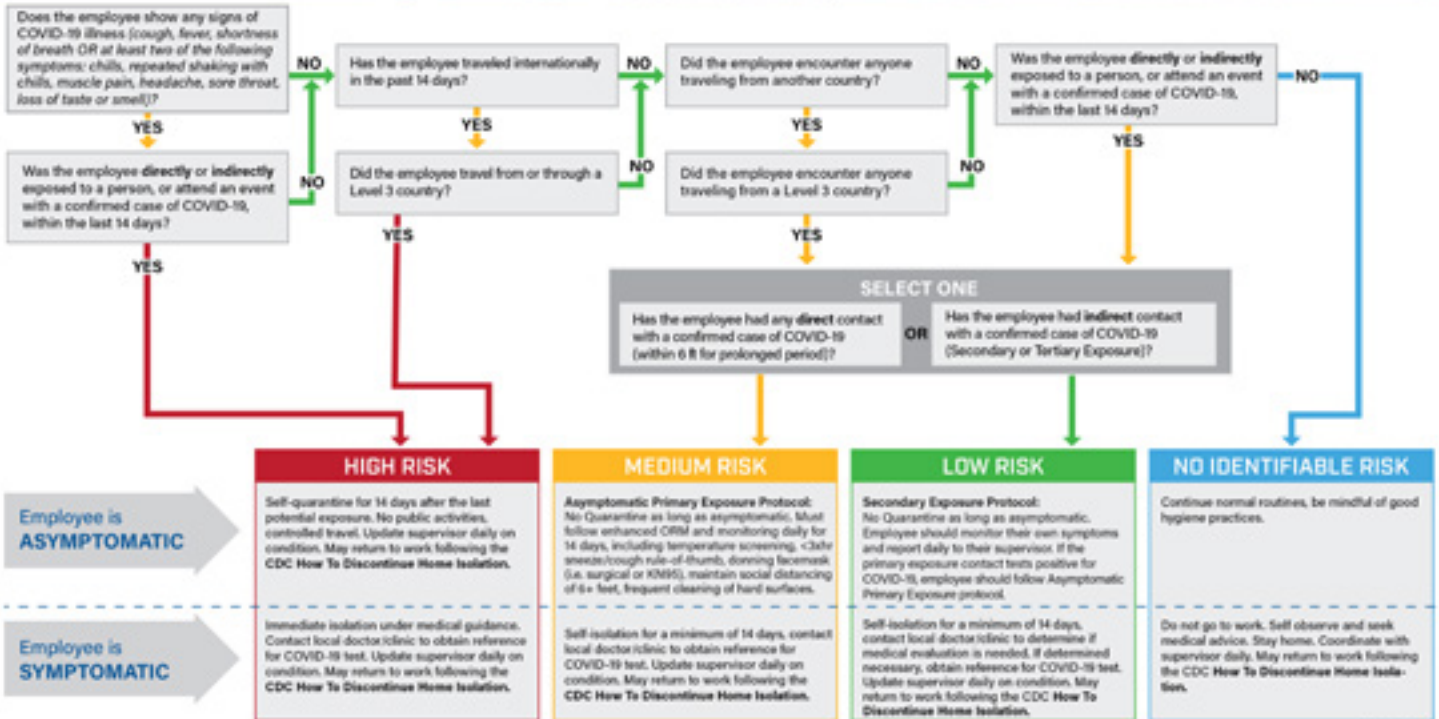 Does the employee show any signs of
COVID-19 illness (cough, fever, shortness
of breath OR at least two of the following
symptoms: chills, repeated shaking with
chills, muscle pain, headache, sore throat,
loss of taste or smell)?
NO
Has the employee traveled internationally
in the past 14 days?
NO
Did the employee encounter anyone
traveling from another country?
NO
Was the employee directly or indirectly
exposed to a person, or attend an event
with a confirmed case of COVID-19,
within the last 14 days?
NO
YES
YES
YES
YES
Was the employee directly or indirectly
exposed to a person, or attend an event
with a confirmed case of COVID-19,
within the last 14 days?
NO
Did the employee travel from or through a
Level 3 country?
NO
Did the employee encounter anyone
traveling from a Level 3 country?
NO
YES
YES
YES
SELECT ONE
Has the employee had any direct contact
with a confirmed case of COVID-19
(within 6 ft for prolonged period)?
OR
Has the employee had indirect contact
with a confirmed case of COVID-19
(Secondary or Tertiary Exposure)?
HIGH RISK
MEDIUM RISK
LOW RISK
NO IDENTIFIABLE RISK
Employee is
ASYMPTOMATIC
Self-quarantine for 14 days after the last
potential exposure. No public activities,
controlled travel. Update supervisor daily on
condition. May return to work following the
CDC How To Discontinue Home Isolation.
Asymptomatic Primary Exposure Protocol:
No Quarantine as long as asymptomatic. Must
follow enhanced ORM and monitoring daily for
14 days, including temperature screening, <3x/hr
sneeze/cough rule-of-thumb, donning facemask
(i.e. surgical or KN95), maintain social distancing
of 6+ feet, frequent cleaning of hard surfaces.
Secondary Exposure Protocol:
No Quarantine as long as asymptomatic.
Employee should monitor their own symptoms
and report daily to their supervisor. If the
primary exposure contact tests positive for
COVID-19, employee should follow Asymptomatic
Primary Exposure protocol.
Continue normal routines, be mindful of good
hygiene practices.
Employee is
SYMPTOMATIC
Immediate isolation under medical guidance.
Contact local doctor/clinic to obtain reference
for COVID-19 test. Update supervisor daily on
condition. May return to work following the
CDC How To Discontinue Home Isolation.
Self-isolation for a minimum of 14 days, contact
local doctor/clinic to obtain reference for
COVID-19 test. Update supervisor daily on
condition. May return to work following the
CDC How To Discontinue Home Isolation.
Self-isolation for a minimum of 14 days,
contact local doctor/clinic to determine if
medical evaluation is needed. If determined
necessary, obtain reference for COVID-19 test.
Update supervisor daily on condition. May
return to work following the CDC How To
Discontinue Home Isolation.
Do not go to work. Self observe and seek
medical advice. Stay home. Coordinate with
supervisor daily. May return to work following
the CDC How To Discontinue Home Isola-
tion.